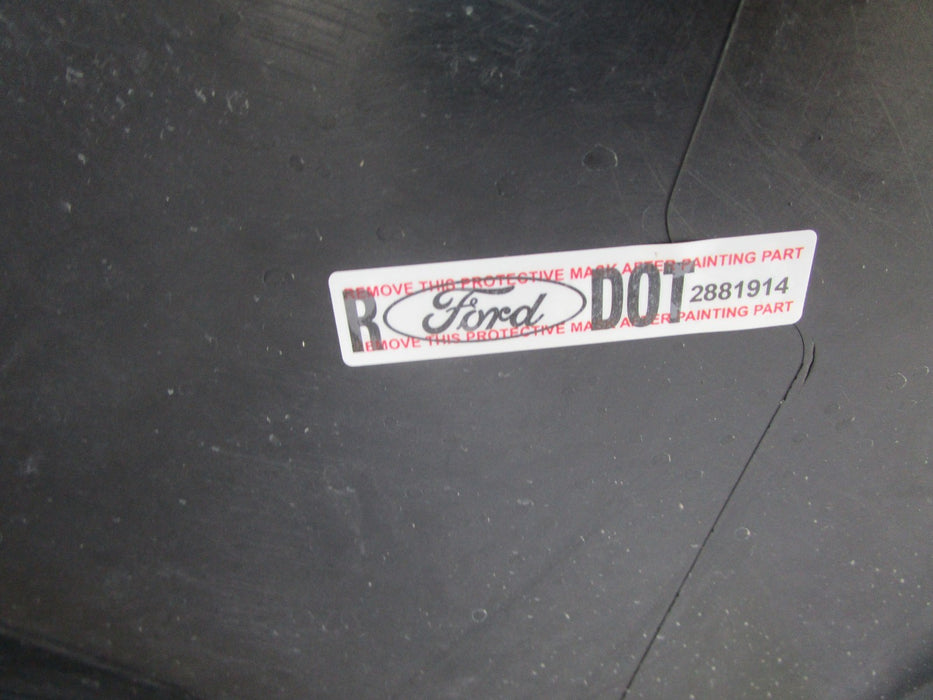 REMOVE THIS PROTECTIVE MASK AFTER PAINTING PART
R Ford DOT 2881914
REMOVE THIS PROTECTIVE MASK AFTER PAINTING PART